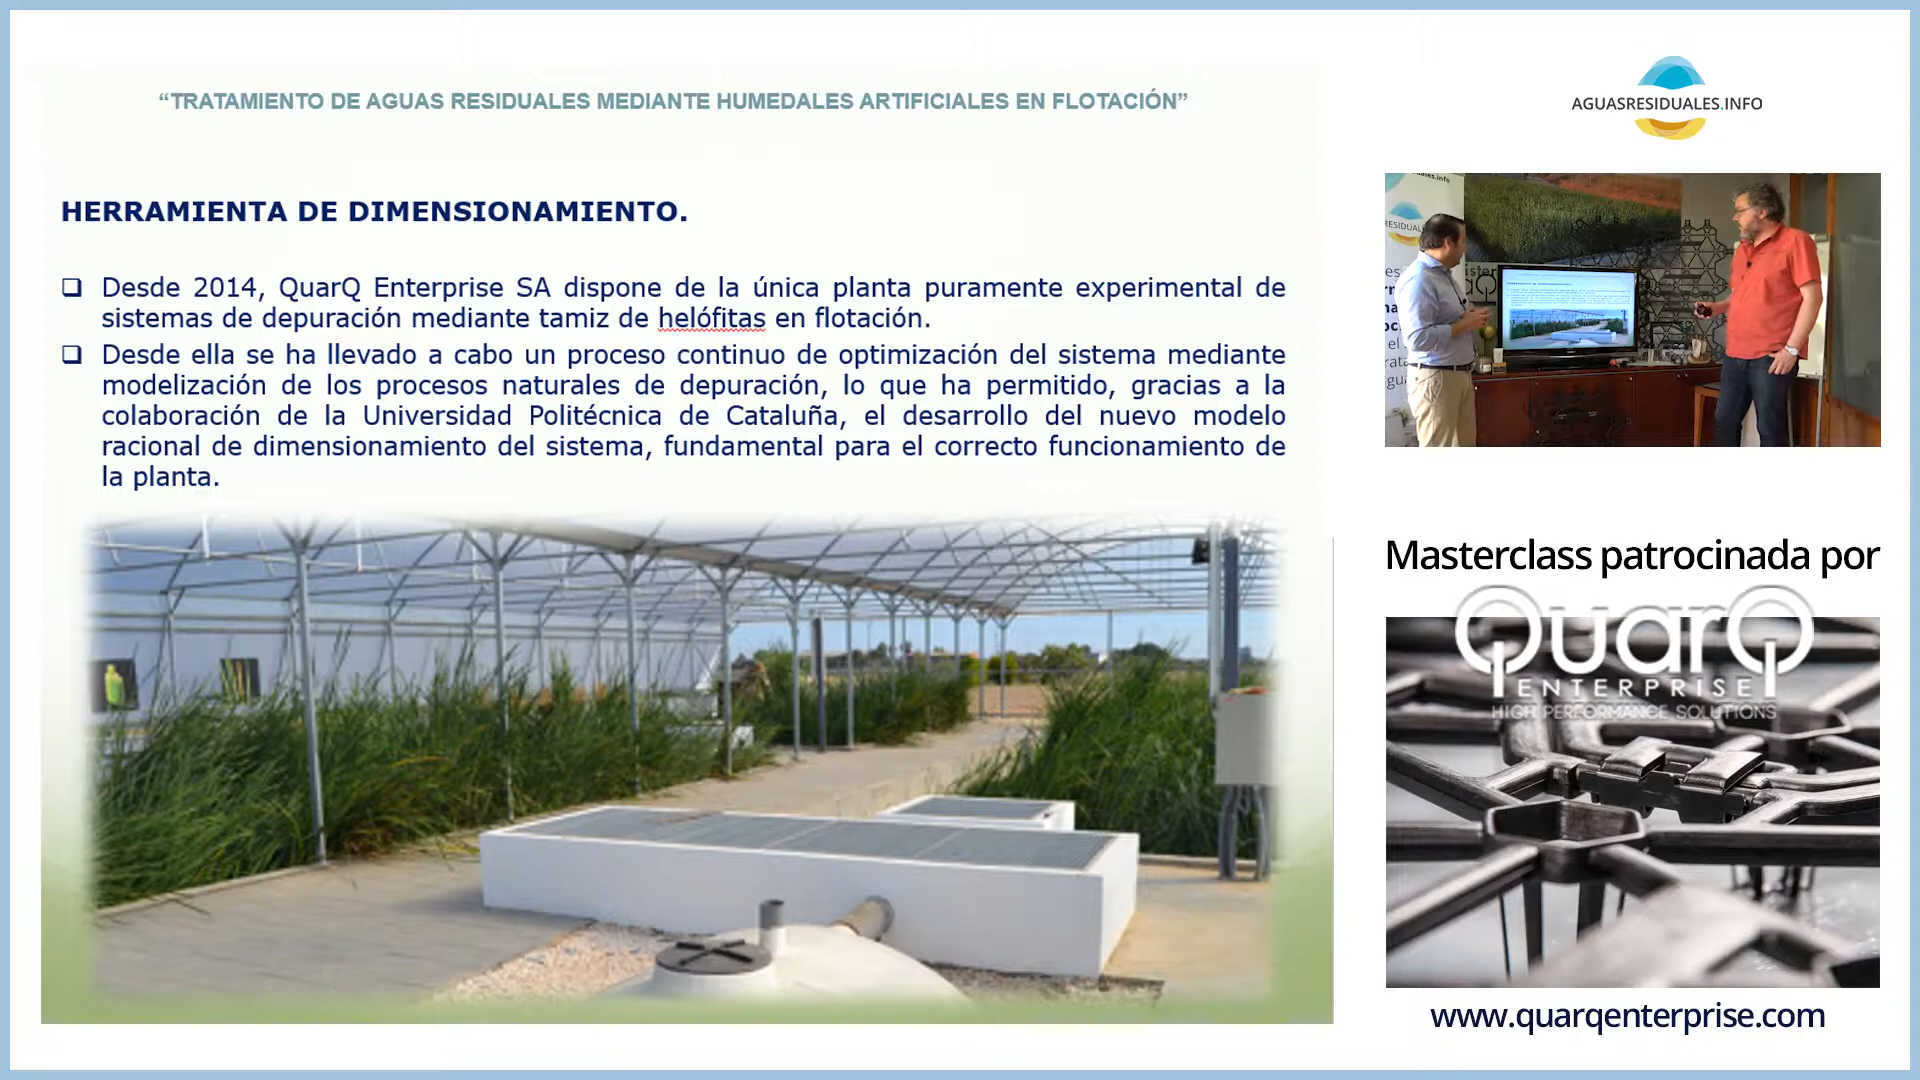 “TRATAMIENTO DE AGUAS RESIDUALES MEDIANTE HUMEDALES ARTIFICIALES EN FLOTACIÓN”
AGUASRESIDUALES.INFO
HERRAMIENTA DE DIMENSIONAMIENTO.
❑ Desde 2014, QuarQ Enterprise SA dispone de la única planta puramente experimental de
sistemas de depuración mediante tamiz de helófitas en flotación.
❑ Desde ella se ha llevado a cabo un proceso continuo de optimización del sistema mediante
modelización de los procesos naturales de depuración, lo que ha permitido, gracias a la
colaboración de la Universidad Politécnica de Cataluña, el desarrollo del nuevo modelo
racional de dimensionamiento del sistema, fundamental para el correcto funcionamiento de
la planta.
Masterclass patrocinada por
QuarQ
ENTERPRISE
HIGH PERFORMANCE SOLUTIONS
www.quarqenterprise.com